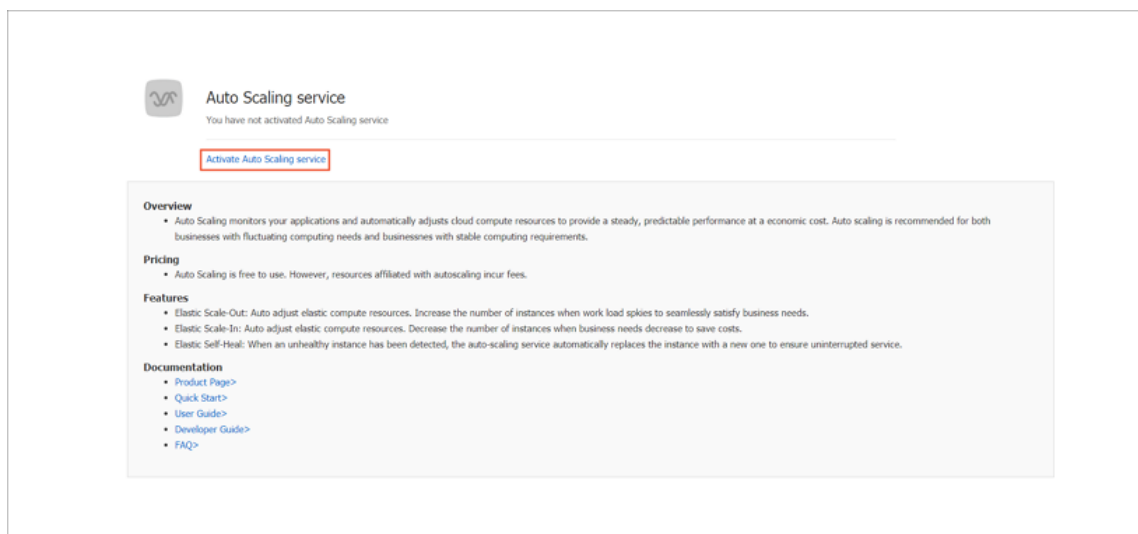 Auto Scaling service
You have not activated Auto Scaling service
Activate Auto Scaling service
Overview
• Auto Scaling monitors your applications and automatically adjusts cloud compute resources to provide a steady, predictable performance at a economic cost. Auto scaling is recommended for both
businesses with fluctuating computing needs and businessnes with stable computing requirements.
Pricing
• Auto Scaling is free to use. However, resources affiliated with autoscaling incur fees.
Features
• Elastic Scale-Out: Auto adjust elastic compute resources. Increase the number of instances when work load spkies to seamlessly satisfy business needs.
• Elastic Scale-In: Auto adjust elastic compute resources. Decrease the number of instances when business needs decrease to save costs.
• Elastic Self-Heal: When an unhealthy instance has been detected, the auto-scaling service automatically replaces the instance with a new one to ensure uninterrupted service.
Documentation
• Product Page>
• Quick Start>
• User Guide>
• Developer Guide>
• FAQ>